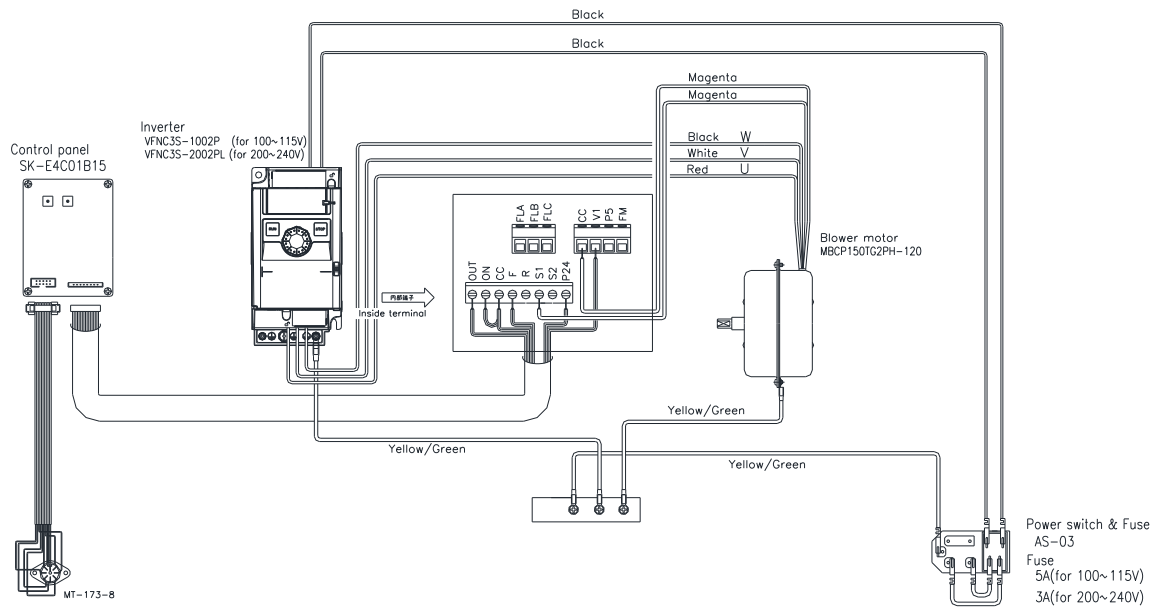 Black
Black
Magenta
Magenta
Inverter
VFNC3S-1002P (for 100~115V)
VFNC3S-2002PL (for 200~240V)
Black W
White V
Red U
Control panel
SK-E4C01B15
RUN
STOP
FLA
FLB
FLC
CC
V1
P5
FM
Blower motor
MBCP150TG2PH-120
OUT
ON
CC
F
R
S1
S2
P24
内部端子
Inside terminal
Yellow/Green
Yellow/Green
Yellow/Green
Power switch & Fuse
AS-03
Fuse
5A(for 100~115V)
3A(for 200~240V)
MT-173-8